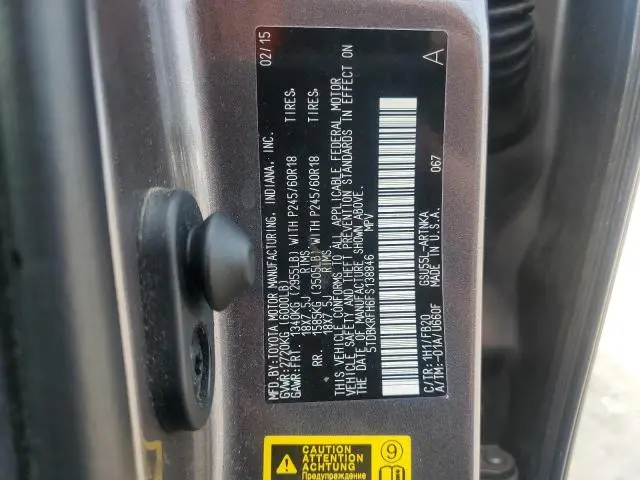 MFD.BY:TOYOTA MOTOR MANUFACTURING, INDIANA, INC. 02/15
GVWR:2720KG (6000LB)
GAWR:FRT. 1340KG (2955LB) WITH P245/60R18 TIRES,
18X7.5J RIMS
RR. 1585KG (3505LB) WITH P245/60R18 TIRES,
18X7.5J RIMS
THIS VEHICLE CONFORMS TO ALL APPLICABLE FEDERAL MOTOR
VEHICLE SAFETY AND THEFT PREVENTION STANDARDS IN EFFECT ON
THE DATE OF MANUFACTURE SHOWN ABOVE.
5TDBKRFH6FS138846 MPV A
C/TR:1H1/FB20 GSU55L-ARTNKA 067
A/TM:-01A/U660F MADE IN U.S.A.
CAUTION
ATTENTION
ACHTUNG
9